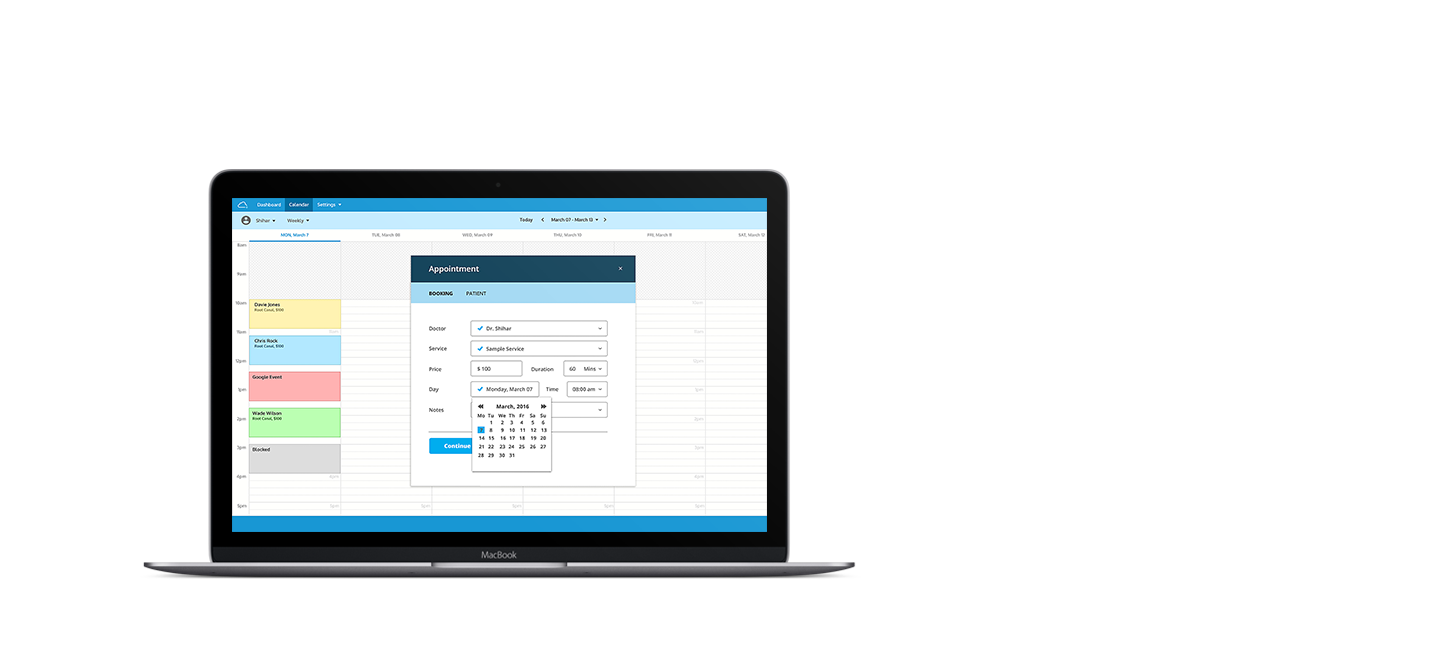 Dashboard Calendar Settings
Shihar Weekly Today March 07 - March 13
MON, March 7 TUE, March 08 WED, March 09 THU, March 10 FRI, March 11 SAT, March 12
8am
9am
10am
Davie Jones
Root Canal, $100
11am
Chris Rock
Root Canal, $100
12pm
Google Event
1pm
Wade Wilson
Root Canal, $100
2pm
Blocked
3pm
4pm
5pm
Appointment ×
BOOKING PATIENT
Doctor Dr. Shihar
Service Sample Service
Price $ 100 Duration 60 Mins
Day Monday, March 07 Time 08:00 am
Notes
March, 2016
Mo Tu We Th Fr Sa Su
1 2 3 4 5 6
7 8 9 10 11 12 13
14 15 16 17 18 19 20
21 22 23 24 25 26 27
28 29 30 31
Continue
MacBook